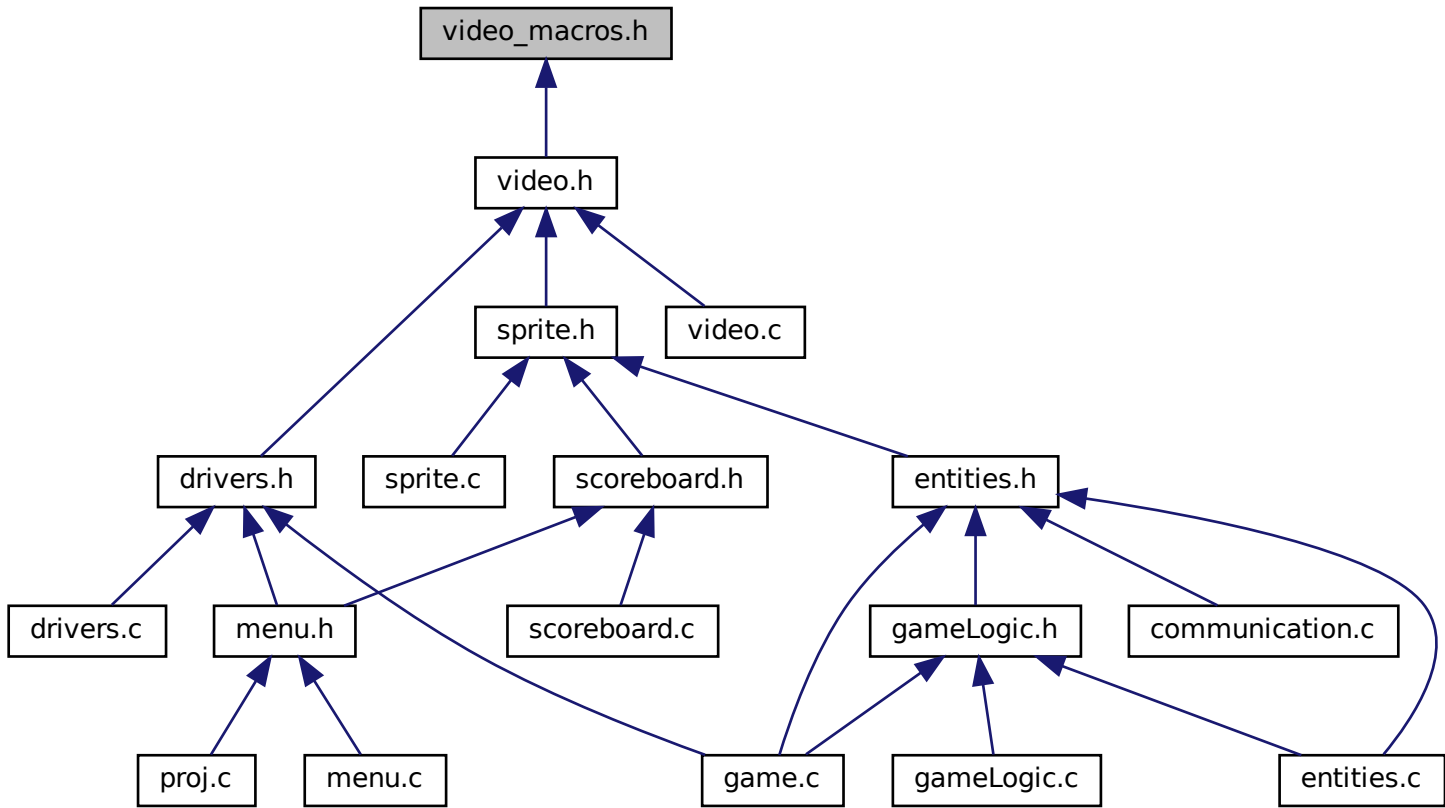 video_macros.h
video.h
sprite.h
video.c
drivers.h
sprite.c
scoreboard.h
entities.h
drivers.c
menu.h
scoreboard.c
gameLogic.h
communication.c
proj.c
menu.c
game.c
gameLogic.c
entities.c